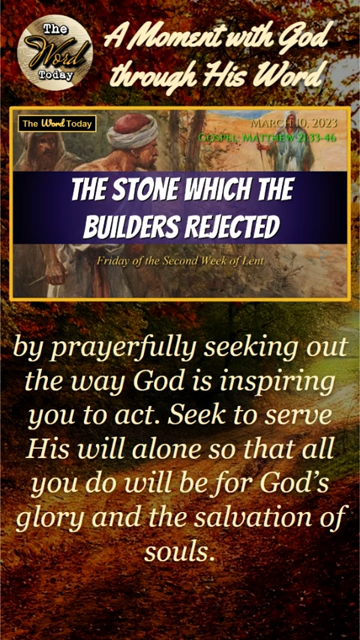 The
Word
Today
A Moment with God
through His Word
The Word Today
MARCH 10, 2023
GOSPEL: MATTHEW 21:33-46
THE STONE WHICH THE
BUILDERS REJECTED
Friday of the Second Week of Lent
by prayerfully seeking out
the way God is inspiring
you to act. Seek to serve
His will alone so that all
you do will be for God's
glory and the salvation of
souls.